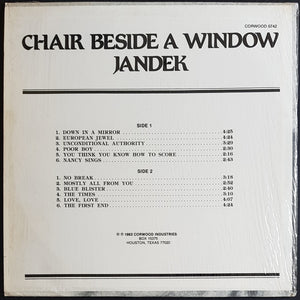 CORWOOD 0742
CHAIR BESIDE A WINDOW
JANDEK
SIDE 1
1. DOWN IN A MIRROR 4:25
2. EUROPEAN JEWEL 4:24
3. UNCONDITIONAL AUTHORITY 3:29
4. POOR BOY 2:30
5. YOU THINK YOU KNOW HOW TO SCORE 2:16
6. NANCY SINGS 2:43
SIDE 2
1. NO BREAK 3:18
2. MOSTLY ALL FROM YOU 2:52
3. BLUE BLISTER 2:40
4. THE TIMES 3:10
5. LOVE, LOVE 4:07
6. THE FIRST END 4:24
© ℗ 1982 CORWOOD INDUSTRIES
BOX 15375
HOUSTON, TEXAS 77020